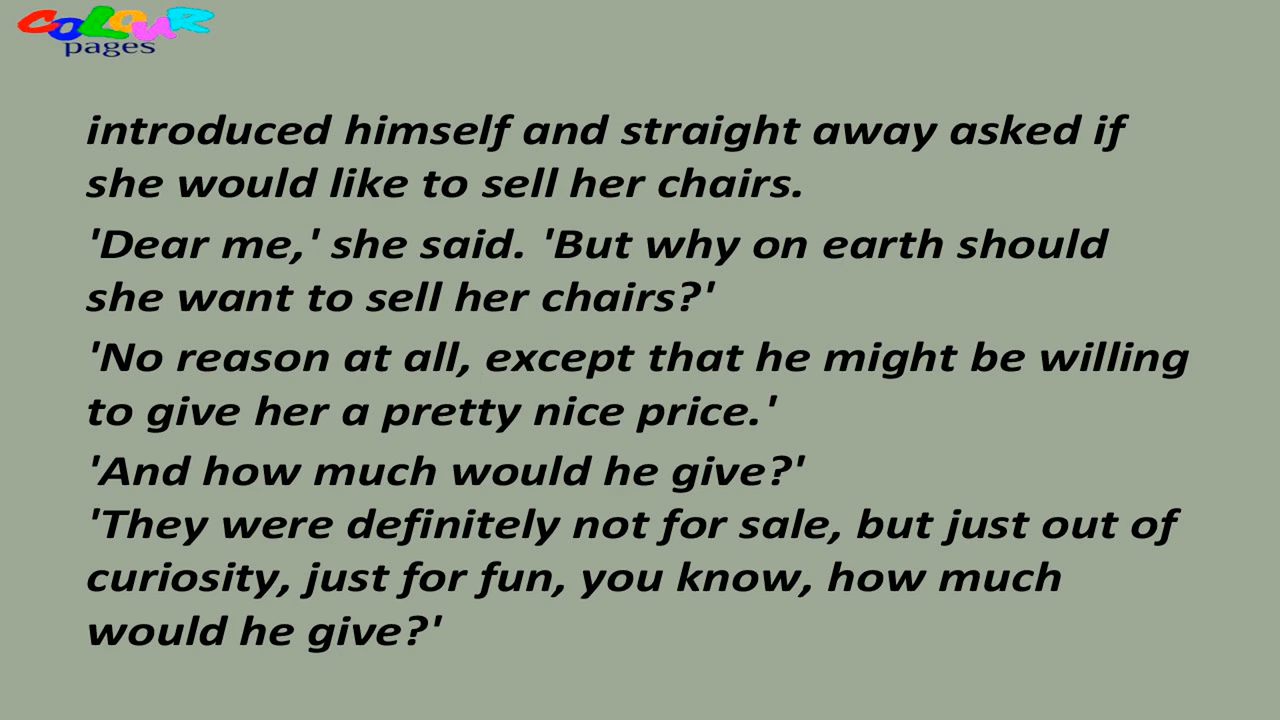 COLOUR
pages
introduced himself and straight away asked if
she would like to sell her chairs.
'Dear me,' she said. 'But why on earth should
she want to sell her chairs?'
'No reason at all, except that he might be willing
to give her a pretty nice price.'
'And how much would he give?'
'They were definitely not for sale, but just out of
curiosity, just for fun, you know, how much
would he give?'